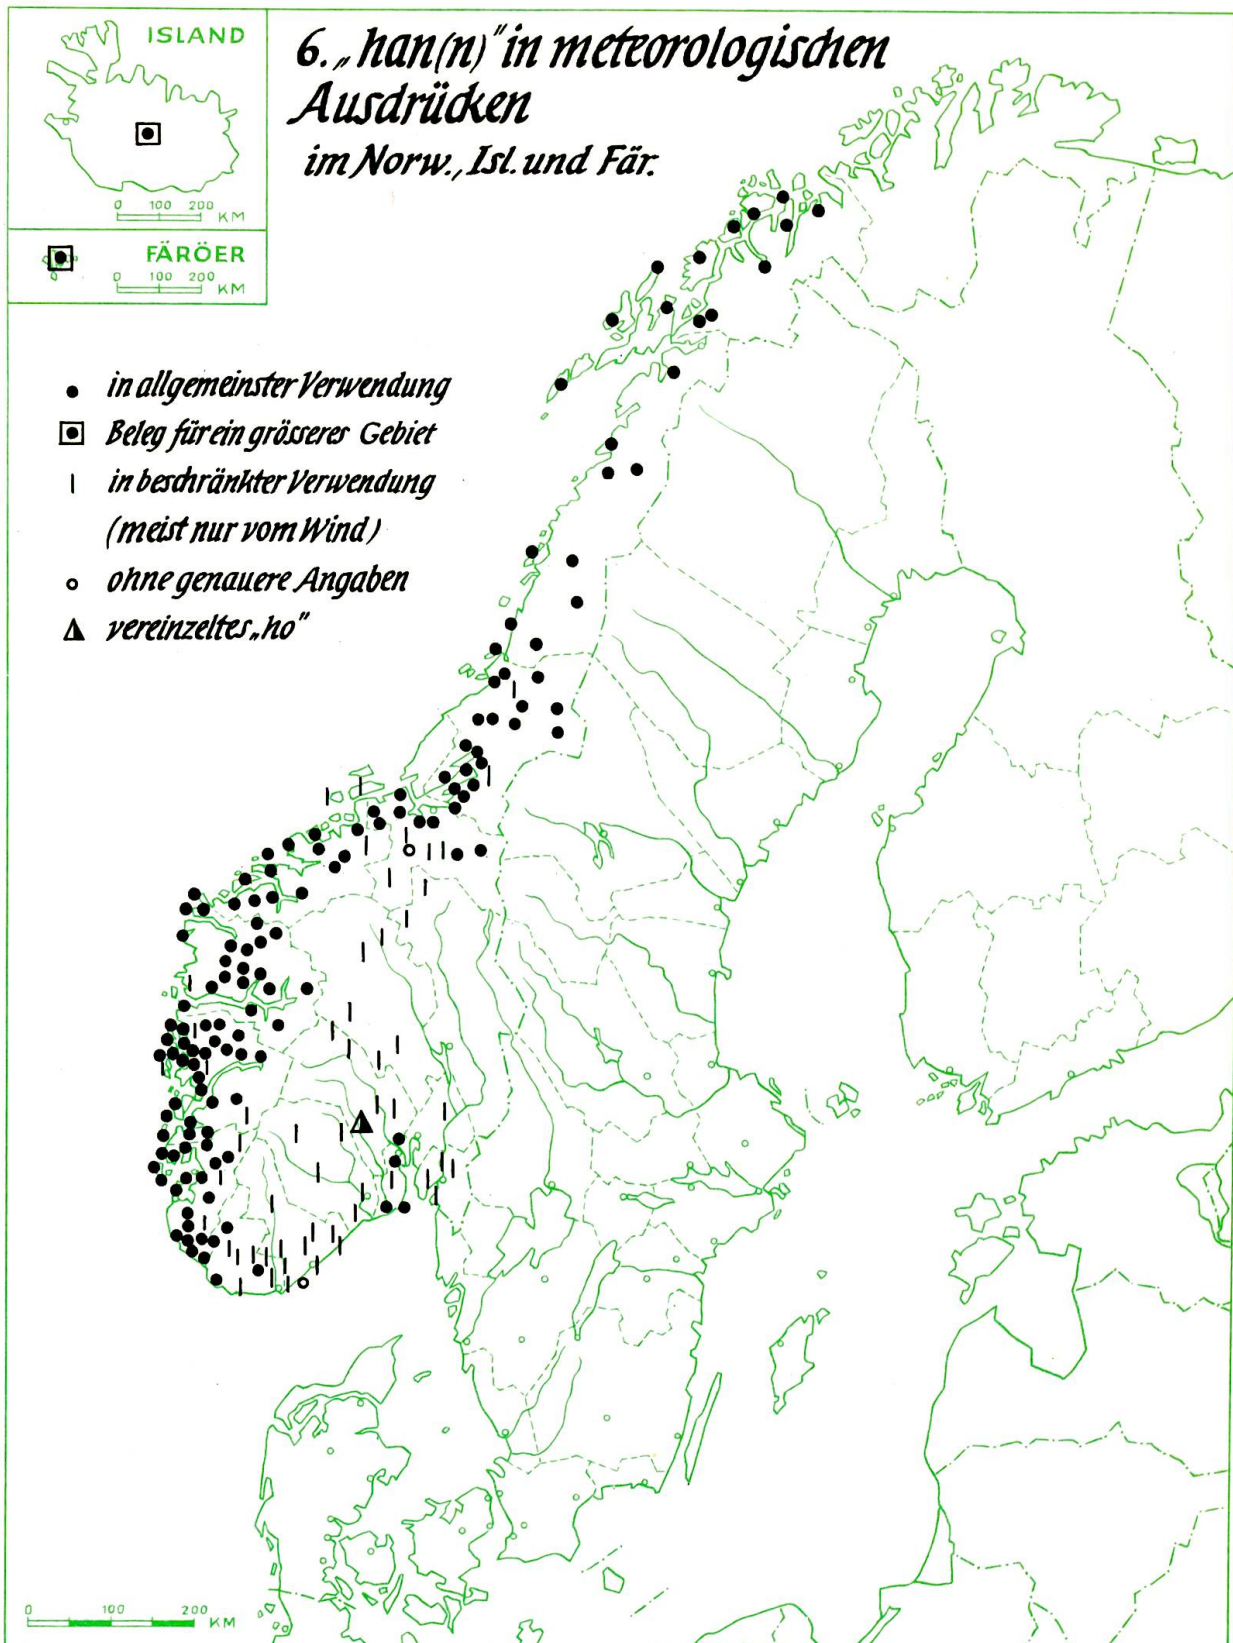 ISLAND
0 100 200
KM
FÄRÖER
0 100 200
KM
6. „han(n)” in meteorologischen
Ausdrücken
im Norw., Isl. und Fär.
in allgemeinster Verwendung
Beleg für ein grösseres Gebiet
in beschränkter Verwendung
(meist nur vom Wind)
ohne genauere Angaben
vereinzeltes „ho”
0 100 200
KM